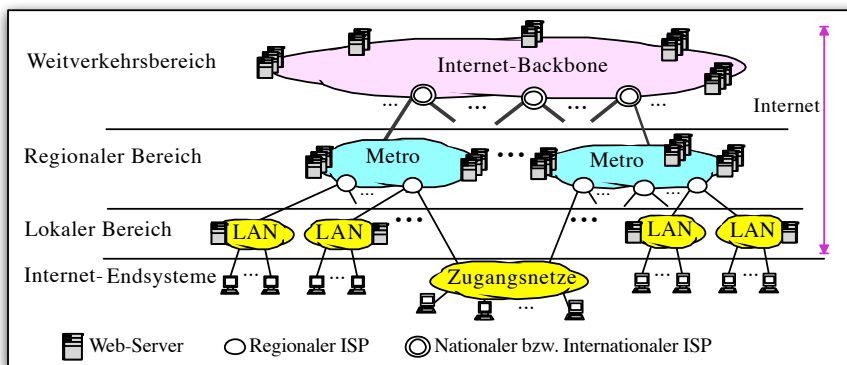 Weitverkehrsbereich
Internet-Backbone
... ... ... ...
Internet
Regionaler Bereich
Metro
...
Metro
... ...
Lokaler Bereich
LAN
LAN
...
...
LAN
LAN
Internet-Endsysteme
... ...
Zugangsnetze
... ...
...
Web-Server
Regionaler ISP
Nationaler bzw. Internationaler ISP